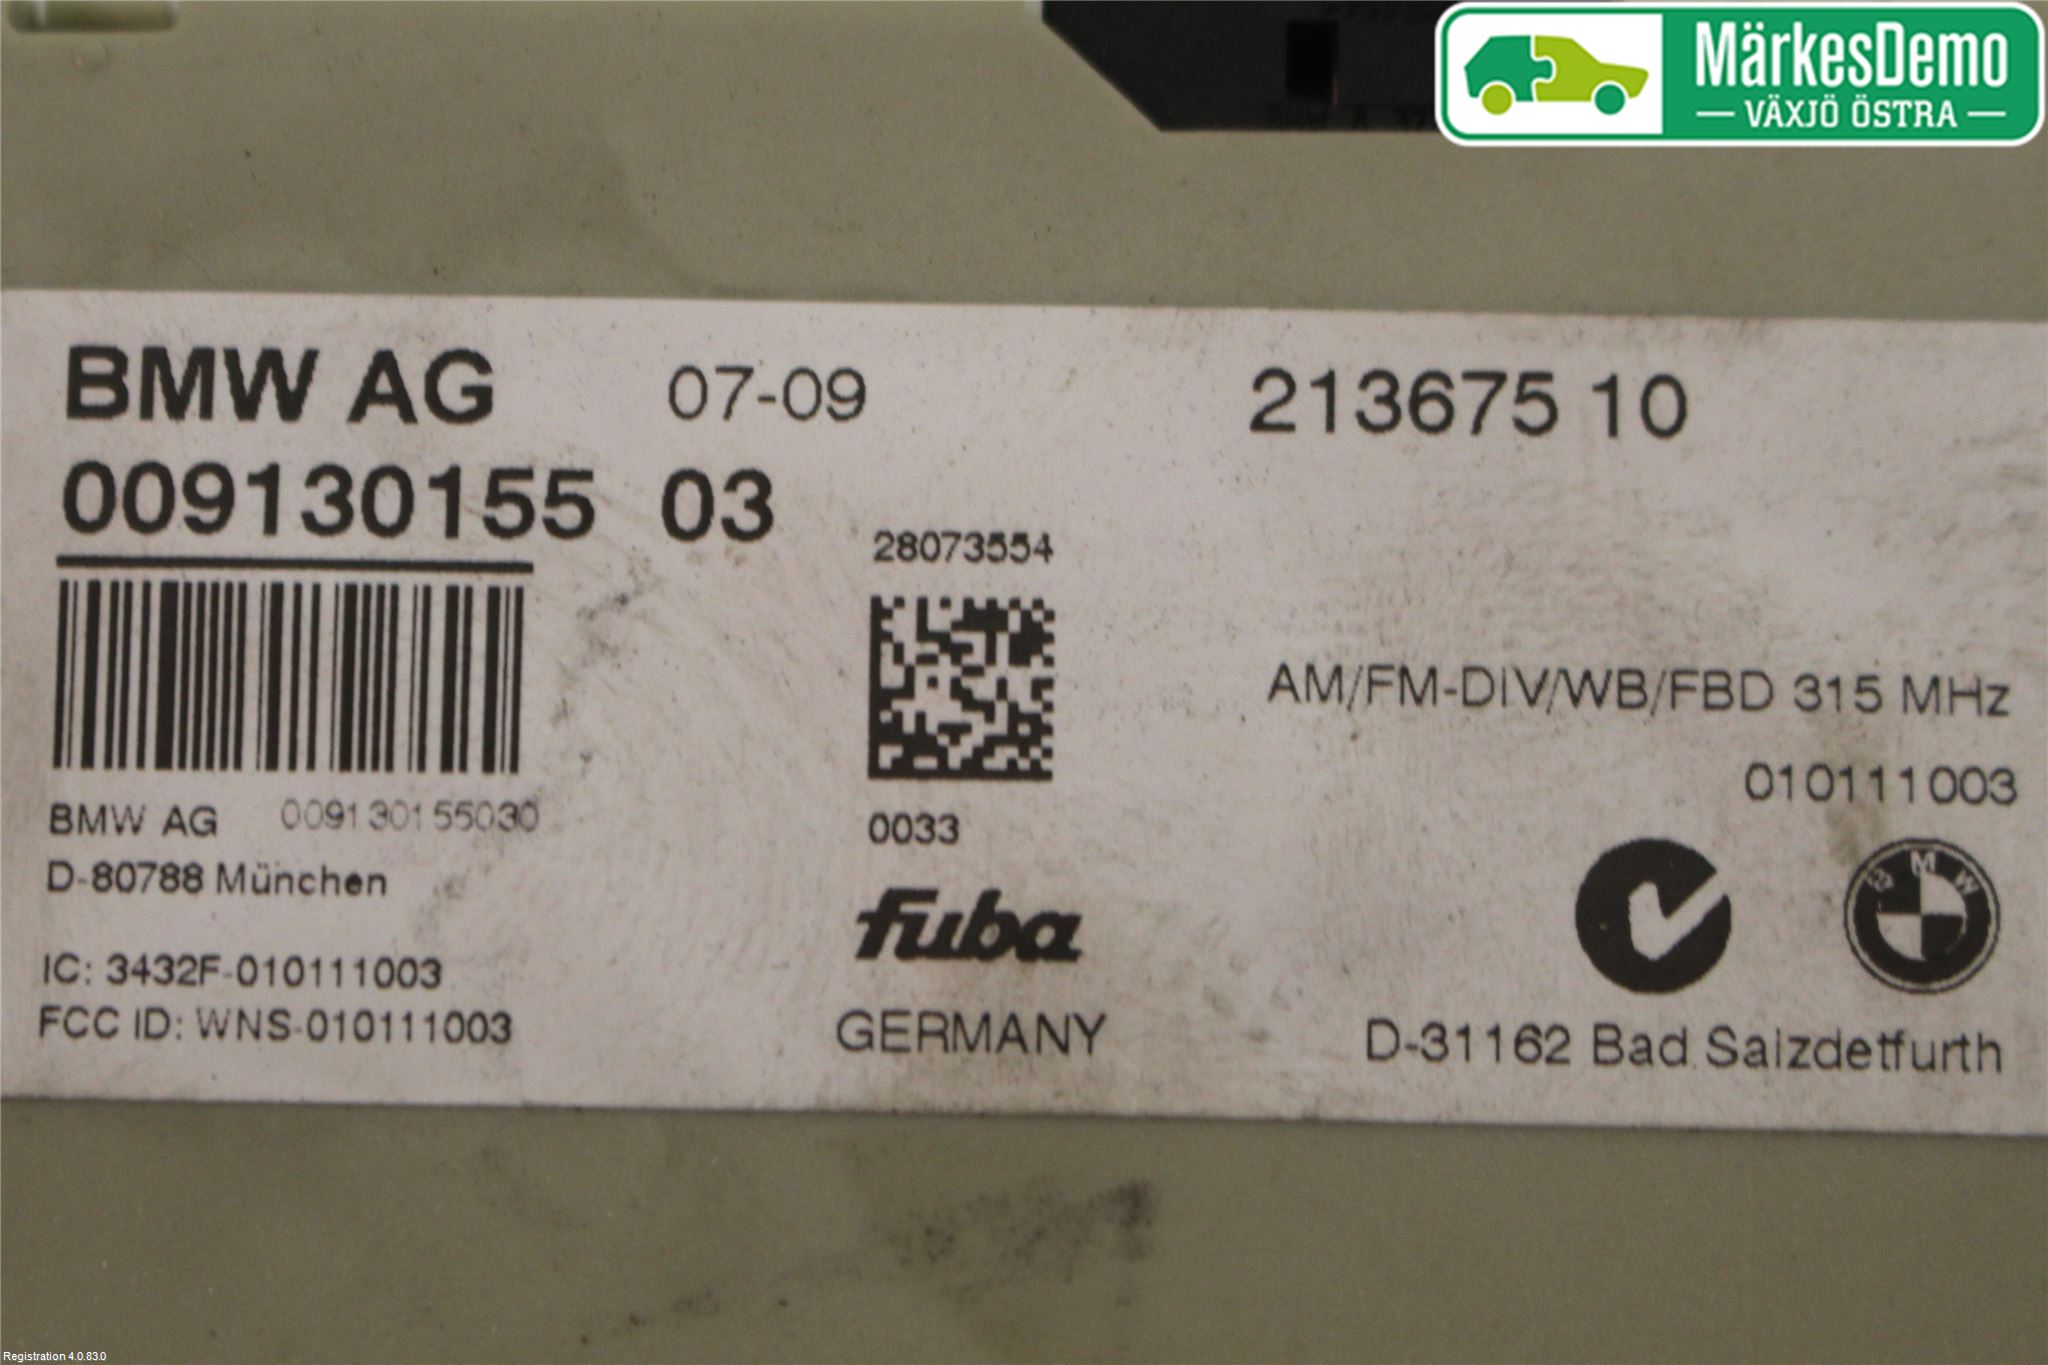 MärkesDemo
VÄXJÖ ÖSTRA
BMW AG 07-09 213675 10
009130155 03
28073554
AM/FM-DIV/WB/FBD 315 MHz
010111003
BMW AG 009130155030
0033
D-80788 München
B M W
fuba
IC: 3432F-010111003
FCC ID: WNS-010111003
GERMANY
D-31162 Bad Salzdetfurth
Registration 4.0.83.0